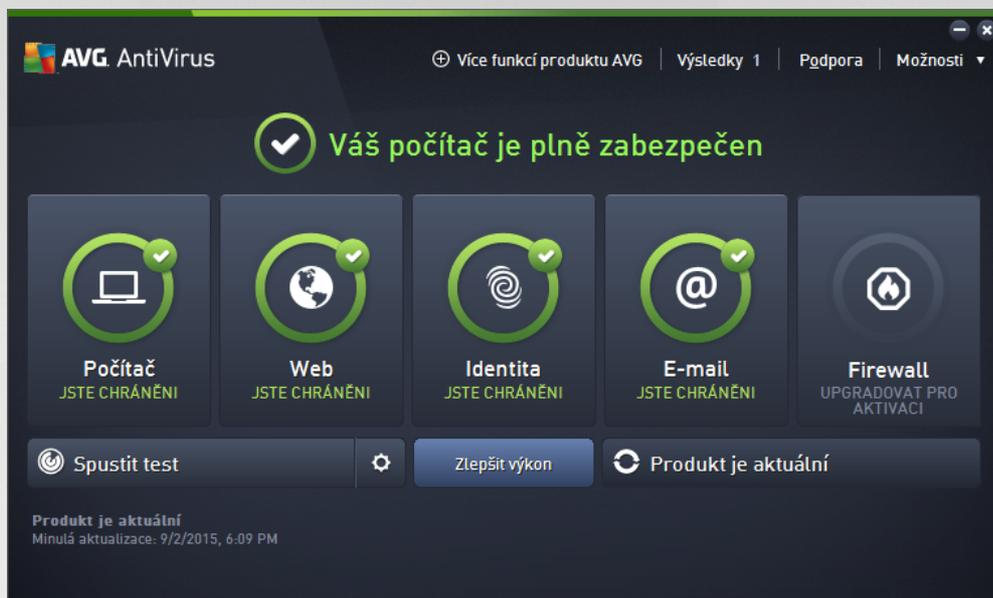 AVG AntiVirus
Více funkcí produktu AVG
Výsledky 1
Podpora
Možnosti
Váš počítač je plně zabezpečen
Počítač
JSTE CHRÁNĚNI
Web
JSTE CHRÁNĚNI
Identita
JSTE CHRÁNĚNI
@
E-mail
JSTE CHRÁNĚNI
Firewall
UPGRADOVAT PRO
AKTIVACI
Spustit test
Zlepšit výkon
Produkt je aktuální
Produkt je aktuální
Minulá aktualizace: 9/2/2015, 6:09 PM